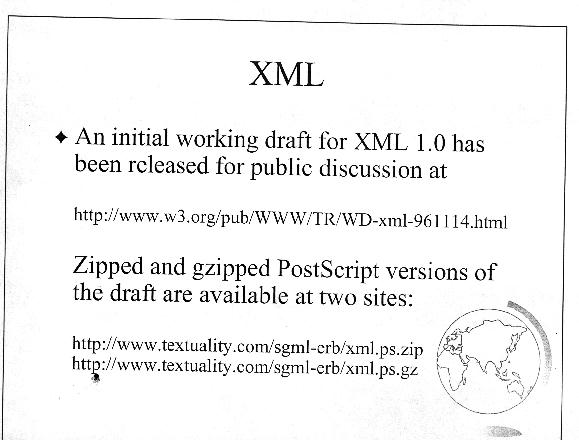 XML
✦ An initial working draft for XML 1.0 has
been released for public discussion at
http://www.w3.org/pub/WWW/TR/WD-xml-961114.html
Zipped and gzipped PostScript versions of
the draft are available at two sites:
http://www.textuality.com/sgml-erb/xml.ps.zip
http://www.textuality.com/sgml-erb/xml.ps.gz